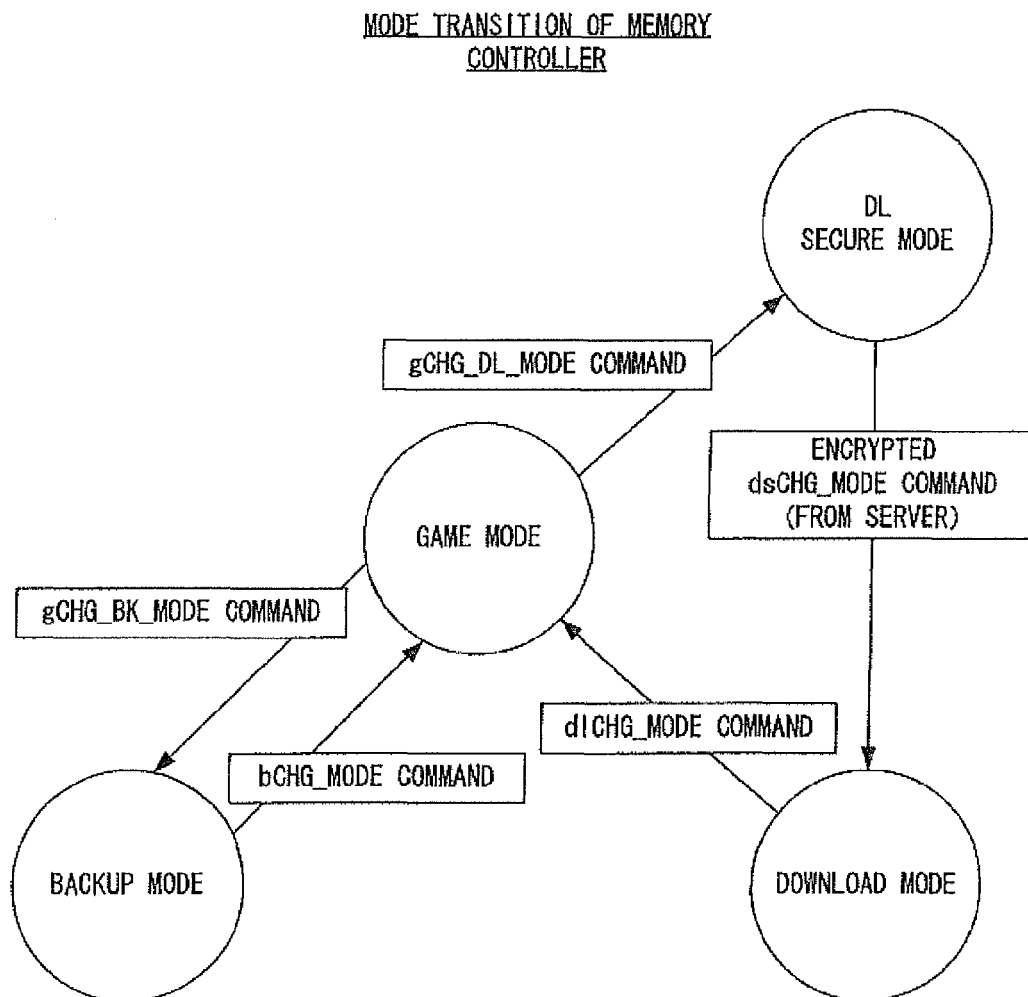 MODE TRANSITION OF MEMORY
CONTROLLER
DL
SECURE MODE
gCHG_DL_MODE COMMAND
ENCRYPTED
dsCHG_MODE COMMAND
(FROM SERVER)
GAME MODE
gCHG_BK_MODE COMMAND
dlCHG_MODE COMMAND
bCHG_MODE COMMAND
BACKUP MODE
DOWNLOAD MODE